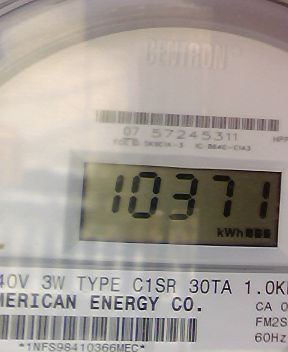 CENTRON
07 57245311
10371
kWh
40V 3W TYPE C1SR 30TA 1.0K
MERICAN ENERGY CO.
CA 0
FM2S
60Hz
*1NFS98410366MEC*